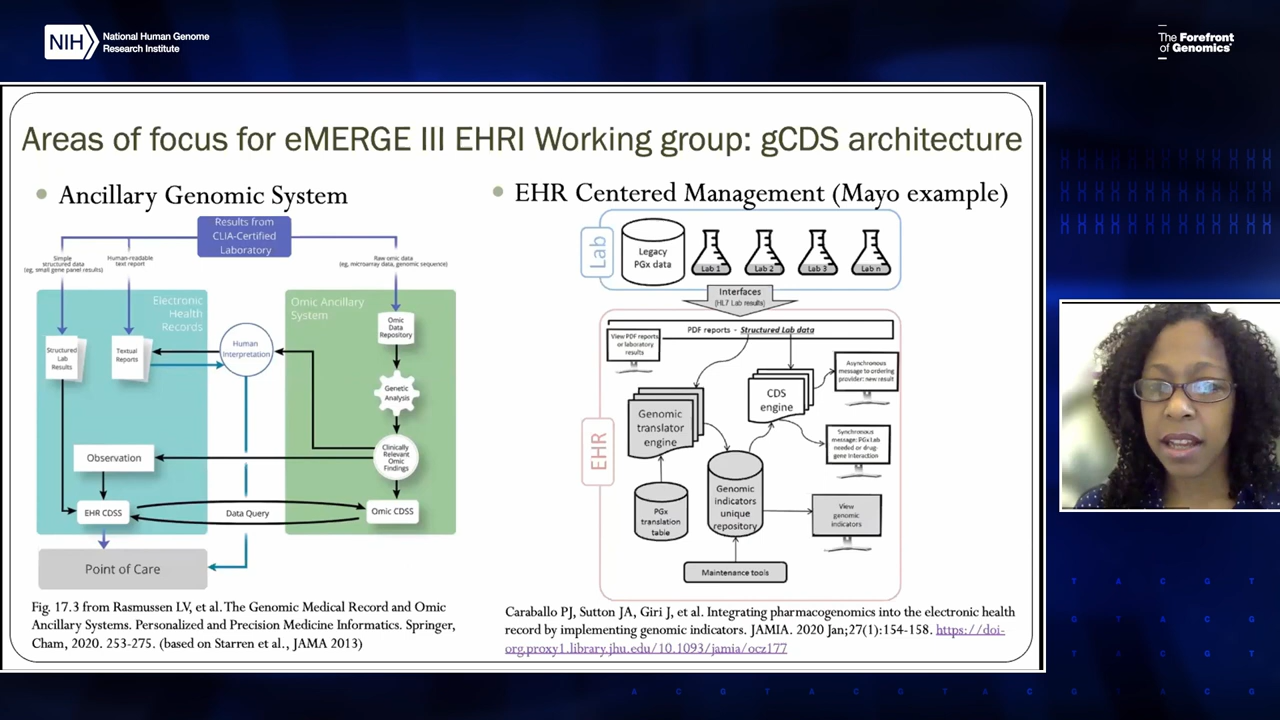 NIH
National Human Genome
Research Institute
The Forefront
of Genomics®
Areas of focus for eMERGE III EHRI Working group: gCDS architecture
Ancillary Genomic System
Results from
CLIA-Certified
Laboratory
Simple
structured data
(eg, small gene panel results)
Human-readable
text report
Raw omic data
(eg, microarray data, genomic sequence)
Electronic
Health
Records
Omic Ancillary
System
Structured
Lab
Results
Textual
Reports
Human
Interpretation
Omic
Data
Repository
Genetic
Analysis
Clinically
Relevant
Omic
Findings
Observation
EHR CDSS
Data Query
Omic CDSS
Point of Care
Fig. 17.3 from Rasmussen LV, et al. The Genomic Medical Record and Omic
Ancillary Systems. Personalized and Precision Medicine Informatics. Springer,
Cham, 2020. 253-275. (based on Starren et al., JAMA 2013)
EHR Centered Management (Mayo example)
Lab
Legacy
PGx data
Lab 1
Lab 2
Lab 3
Lab n
Interfaces
(HL7 Lab results)
EHR
PDF reports - Structured Lab data
View PDF reports
or laboratory
results
Asynchronous
message to ordering
provider: new result
Genomic
translator
engine
CDS
engine
Synchronous
message: PGx Lab
needed or drug-
gene interaction
PGx
translation
table
Genomic
indicators
unique
repository
View
genomic
indicators
Maintenance tools
Caraballo PJ, Sutton JA, Giri J, et al. Integrating pharmacogenomics into the electronic health
record by implementing genomic indicators. JAMIA. 2020 Jan;27(1):154-158. https://doi-
org.proxy1.library.jhu.edu/10.1093/jamia/ocz177
T A C G T
A C G T A C G T A C G T A C G